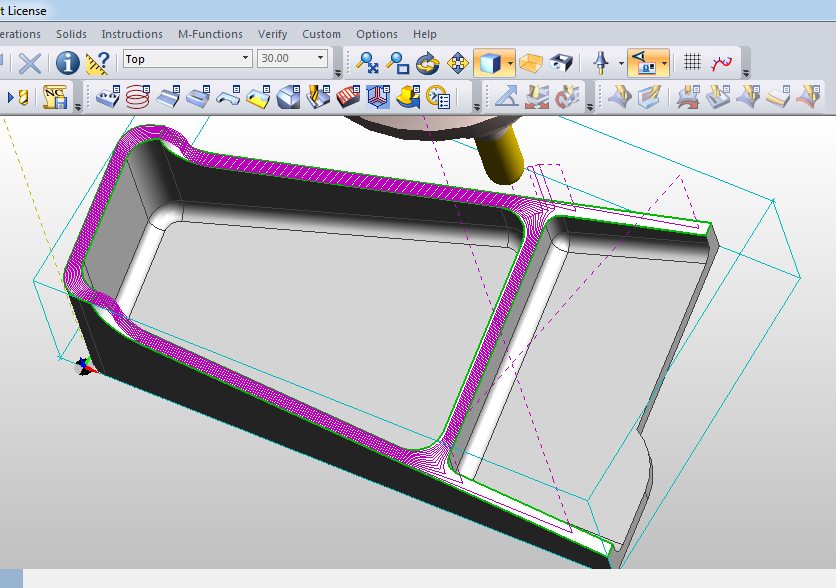 t License
erations Solids Instructions M-Functions Verify Custom Options Help
Top 30.00
NC